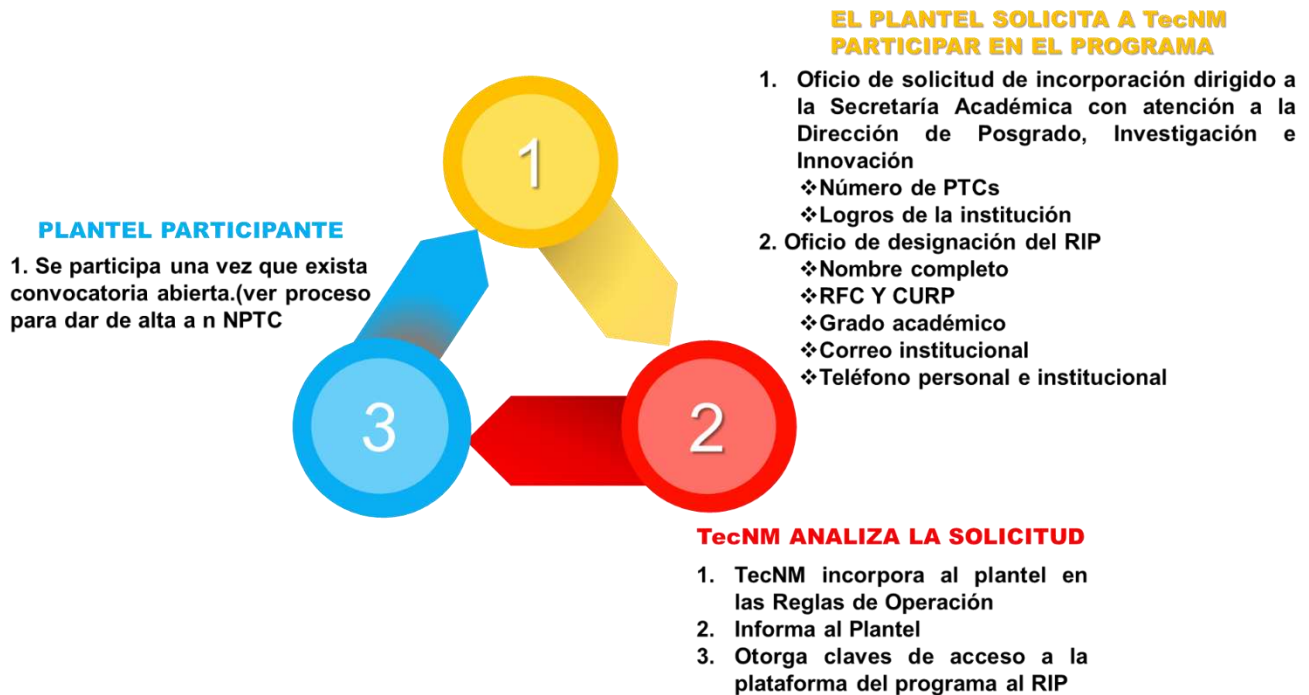 EL PLANTEL SOLICITA A TecNM
PARTICIPAR EN EL PROGRAMA
1. Oficio de solicitud de incorporación dirigido a
la Secretaría Académica con atención a la
Dirección de Posgrado, Investigación e
Innovación
❖Número de PTCs
❖Logros de la institución
2. Oficio de designación del RIP
❖Nombre completo
❖RFC Y CURP
❖Grado académico
❖Correo institucional
❖Teléfono personal e institucional
1
2
3
PLANTEL PARTICIPANTE
1. Se participa una vez que exista
convocatoria abierta.(ver proceso
para dar de alta a n NPTC
TecNM ANALIZA LA SOLICITUD
1. TecNM incorpora al plantel en
las Reglas de Operación
2. Informa al Plantel
3. Otorga claves de acceso a la
plataforma del programa al RIP